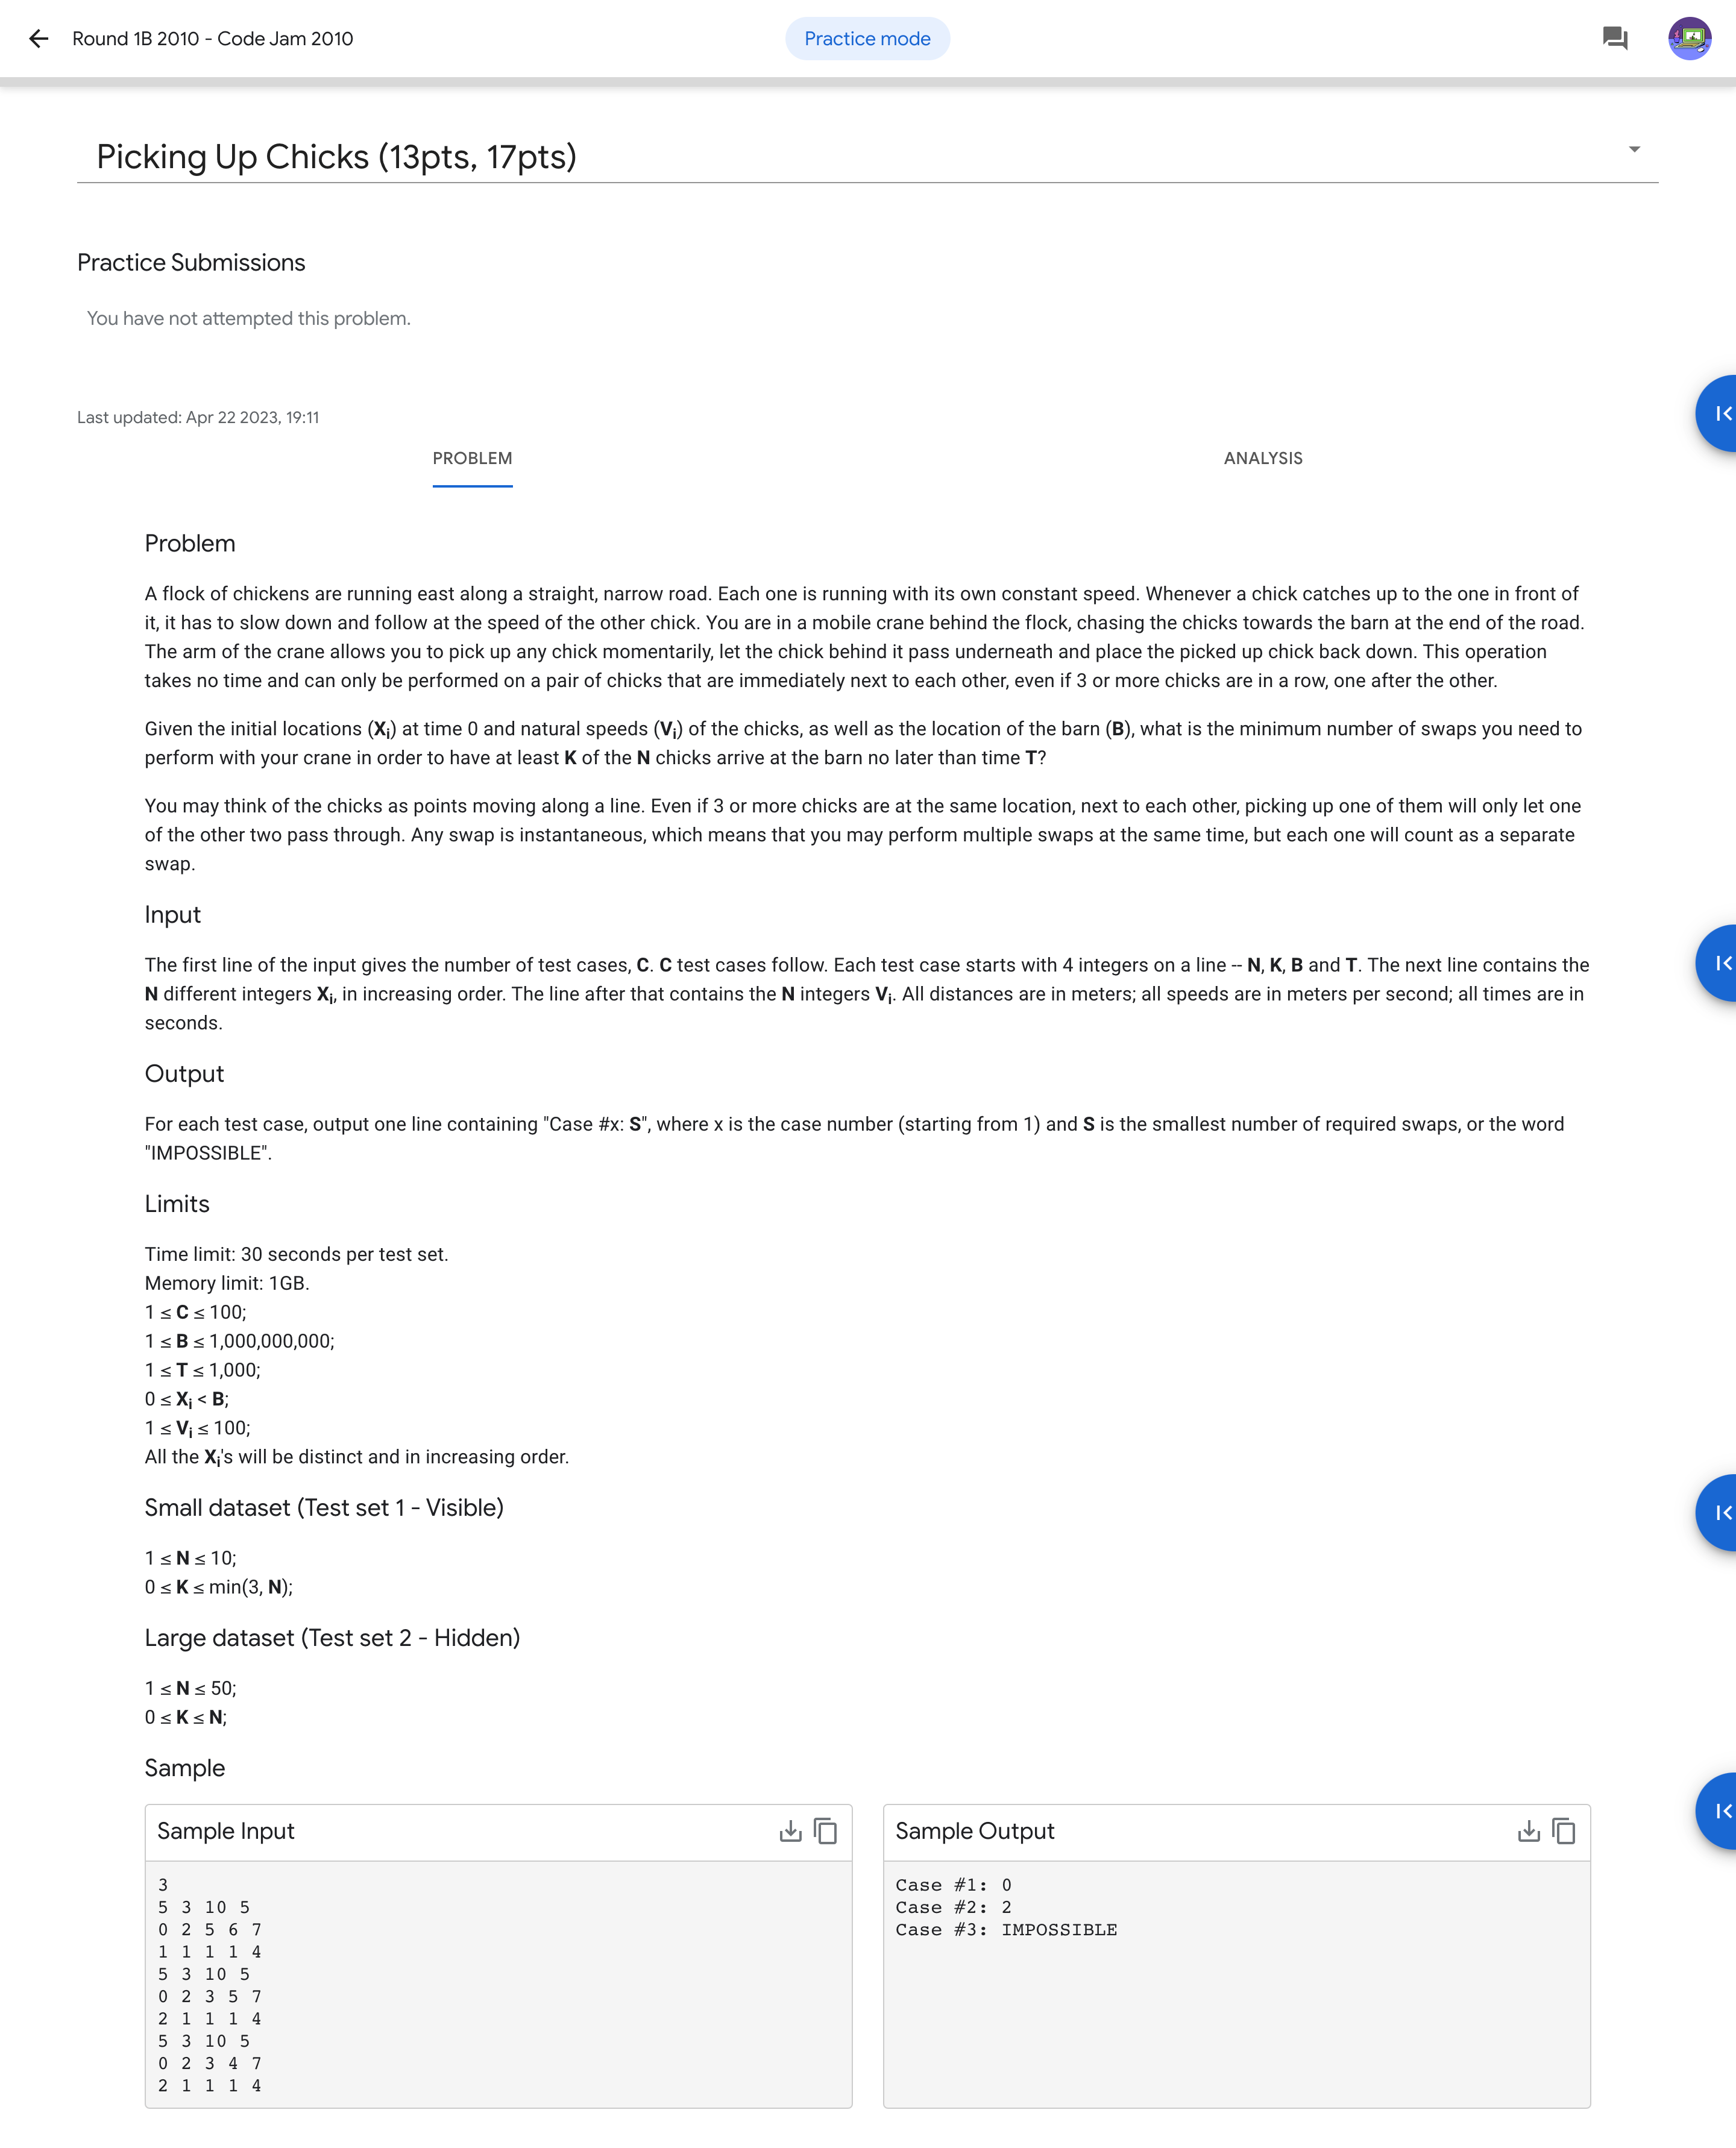 Round 1B 2010 - Code Jam 2010
Practice mode
Picking Up Chicks (13pts, 17pts)
Practice Submissions
You have not attempted this problem.
Last updated: Apr 22 2023, 19:11
PROBLEM
ANALYSIS
Problem
A flock of chickens are running east along a straight, narrow road. Each one is running with its own constant speed. Whenever a chick catches up to the one in front of
it, it has to slow down and follow at the speed of the other chick. You are in a mobile crane behind the flock, chasing the chicks towards the barn at the end of the road.
The arm of the crane allows you to pick up any chick momentarily, let the chick behind it pass underneath and place the picked up chick back down. This operation
takes no time and can only be performed on a pair of chicks that are immediately next to each other, even if 3 or more chicks are in a row, one after the other.
Given the initial locations (Xi) at time 0 and natural speeds (Vi) of the chicks, as well as the location of the barn (B), what is the minimum number of swaps you need to
perform with your crane in order to have at least K of the N chicks arrive at the barn no later than time T?
You may think of the chicks as points moving along a line. Even if 3 or more chicks are at the same location, next to each other, picking up one of them will only let one
of the other two pass through. Any swap is instantaneous, which means that you may perform multiple swaps at the same time, but each one will count as a separate
swap.
Input
The first line of the input gives the number of test cases, C. C test cases follow. Each test case starts with 4 integers on a line -- N, K, B and T. The next line contains the
N different integers Xi, in increasing order. The line after that contains the N integers Vi. All distances are in meters; all speeds are in meters per second; all times are in
seconds.
Output
For each test case, output one line containing "Case #x: S", where x is the case number (starting from 1) and S is the smallest number of required swaps, or the word
"IMPOSSIBLE".
Limits
Time limit: 30 seconds per test set.
Memory limit: 1GB.
1 ≤ C ≤ 100;
1 ≤ B ≤ 1,000,000,000;
1 ≤ T ≤ 1,000;
0 ≤ Xi < B;
1 ≤ Vi ≤ 100;
All the Xi's will be distinct and in increasing order.
Small dataset (Test set 1 - Visible)
1 ≤ N ≤ 10;
0 ≤ K ≤ min(3, N);
Large dataset (Test set 2 - Hidden)
1 ≤ N ≤ 50;
0 ≤ K ≤ N;
Sample
Sample Input
3
5 3 10 5
0 2 5 6 7
1 1 1 1 4
5 3 10 5
0 2 3 5 7
2 1 1 1 4
5 3 10 5
0 2 3 4 7
2 1 1 1 4
Sample Output
Case #1: 0
Case #2: 2
Case #3: IMPOSSIBLE